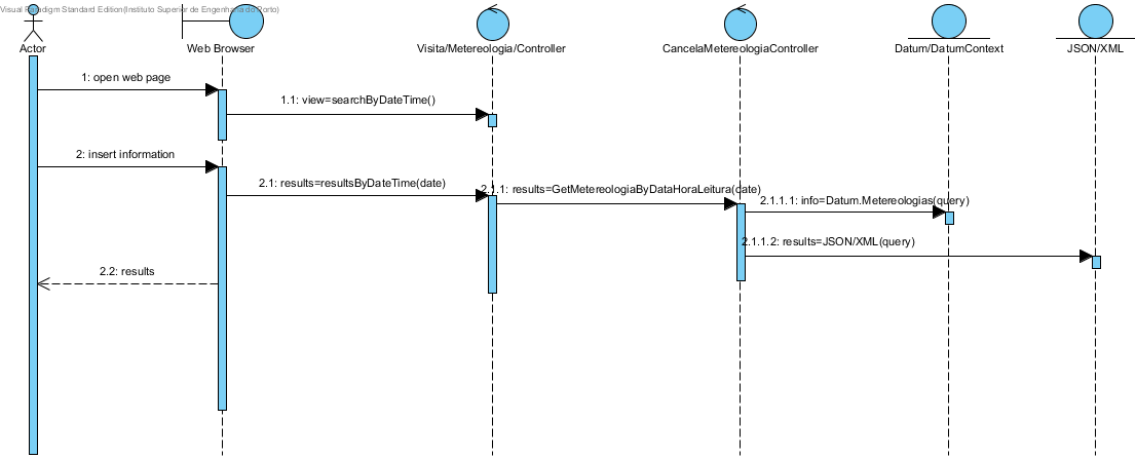 Visual Paradigm Standard Edition(Instituto Superior de Engenharia do Porto)
Actor
Web Browser
Visita/Metereologia/Controller
CancelaMetereologiaController
Datum/DatumContext
JSON/XML
1: open web page
1.1: view=searchByDateTime()
2: insert information
2.1: results=resultsByDateTime(date)
2.1.1: results=GetMetereologiaByDataHoraLeitura(date)
2.1.1.1: info=Datum.Metereologias(query)
2.1.1.2: results=JSON/XML(query)
2.2: results